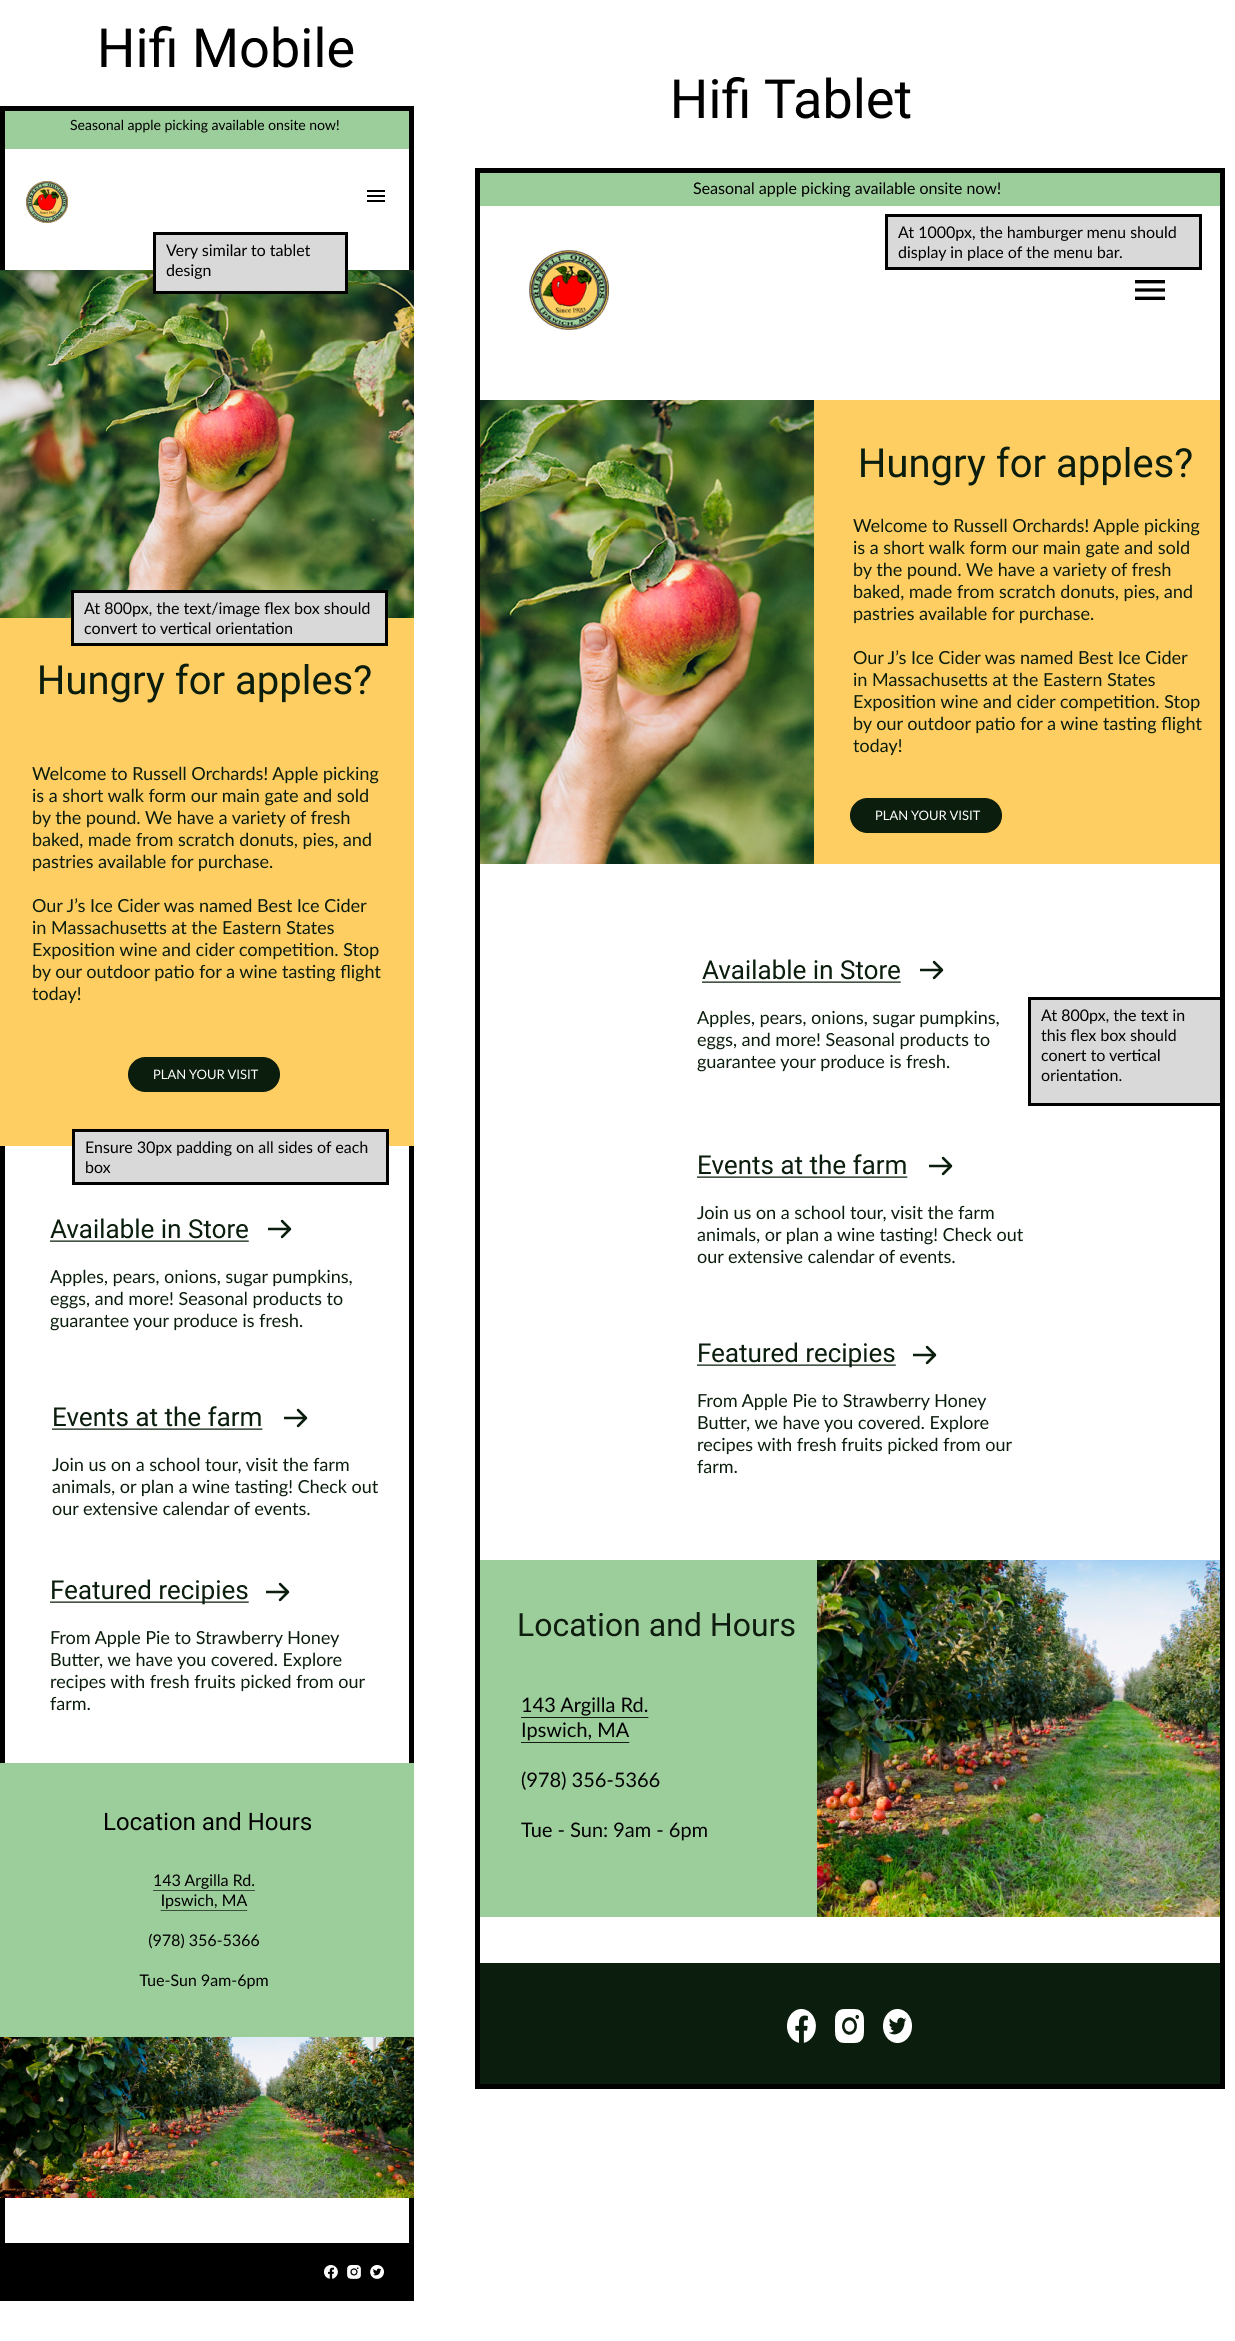 Hifi Mobile
Seasonal apple picking available onsite now!
Very similar to tablet
design
At 800px, the text/image flex box should
convert to vertical orientation
Hungry for apples?
Welcome to Russell Orchards! Apple picking
is a short walk form our main gate and sold
by the pound. We have a variety of fresh
baked, made from scratch donuts, pies, and
pastries available for purchase.
Our J's Ice Cider was named Best Ice Cider
in Massachusetts at the Eastern States
Exposition wine and cider competition. Stop
by our outdoor patio for a wine tasting flight
today!
PLAN YOUR VISIT
Ensure 30px padding on all sides of each
box
Available in Store
Apples, pears, onions, sugar pumpkins,
eggs, and more! Seasonal products to
guarantee your produce is fresh.
Events at the farm
Join us on a school tour, visit the farm
animals, or plan a wine tasting! Check out
our extensive calendar of events.
Featured recipies
From Apple Pie to Strawberry Honey
Butter, we have you covered. Explore
recipes with fresh fruits picked from our
farm.
Location and Hours
143 Argilla Rd.
Ipswich, MA
(978) 356-5366
Tue-Sun 9am-6pm
Hifi Tablet
Seasonal apple picking available onsite now!
At 1000px, the hamburger menu should
display in place of the menu bar.
RUSSELL ORCHARDS
Since 1920
IPSWICH, MASS
Hungry for apples?
Welcome to Russell Orchards! Apple picking
is a short walk form our main gate and sold
by the pound. We have a variety of fresh
baked, made from scratch donuts, pies, and
pastries available for purchase.
Our J's Ice Cider was named Best Ice Cider
in Massachusetts at the Eastern States
Exposition wine and cider competition. Stop
by our outdoor patio for a wine tasting flight
today!
PLAN YOUR VISIT
Available in Store
Apples, pears, onions, sugar pumpkins,
eggs, and more! Seasonal products to
guarantee your produce is fresh.
At 800px, the text in
this flex box should
conert to vertical
orientation.
Events at the farm
Join us on a school tour, visit the farm
animals, or plan a wine tasting! Check out
our extensive calendar of events.
Featured recipies
From Apple Pie to Strawberry Honey
Butter, we have you covered. Explore
recipes with fresh fruits picked from our
farm.
Location and Hours
143 Argilla Rd.
Ipswich, MA
(978) 356-5366
Tue - Sun: 9am - 6pm